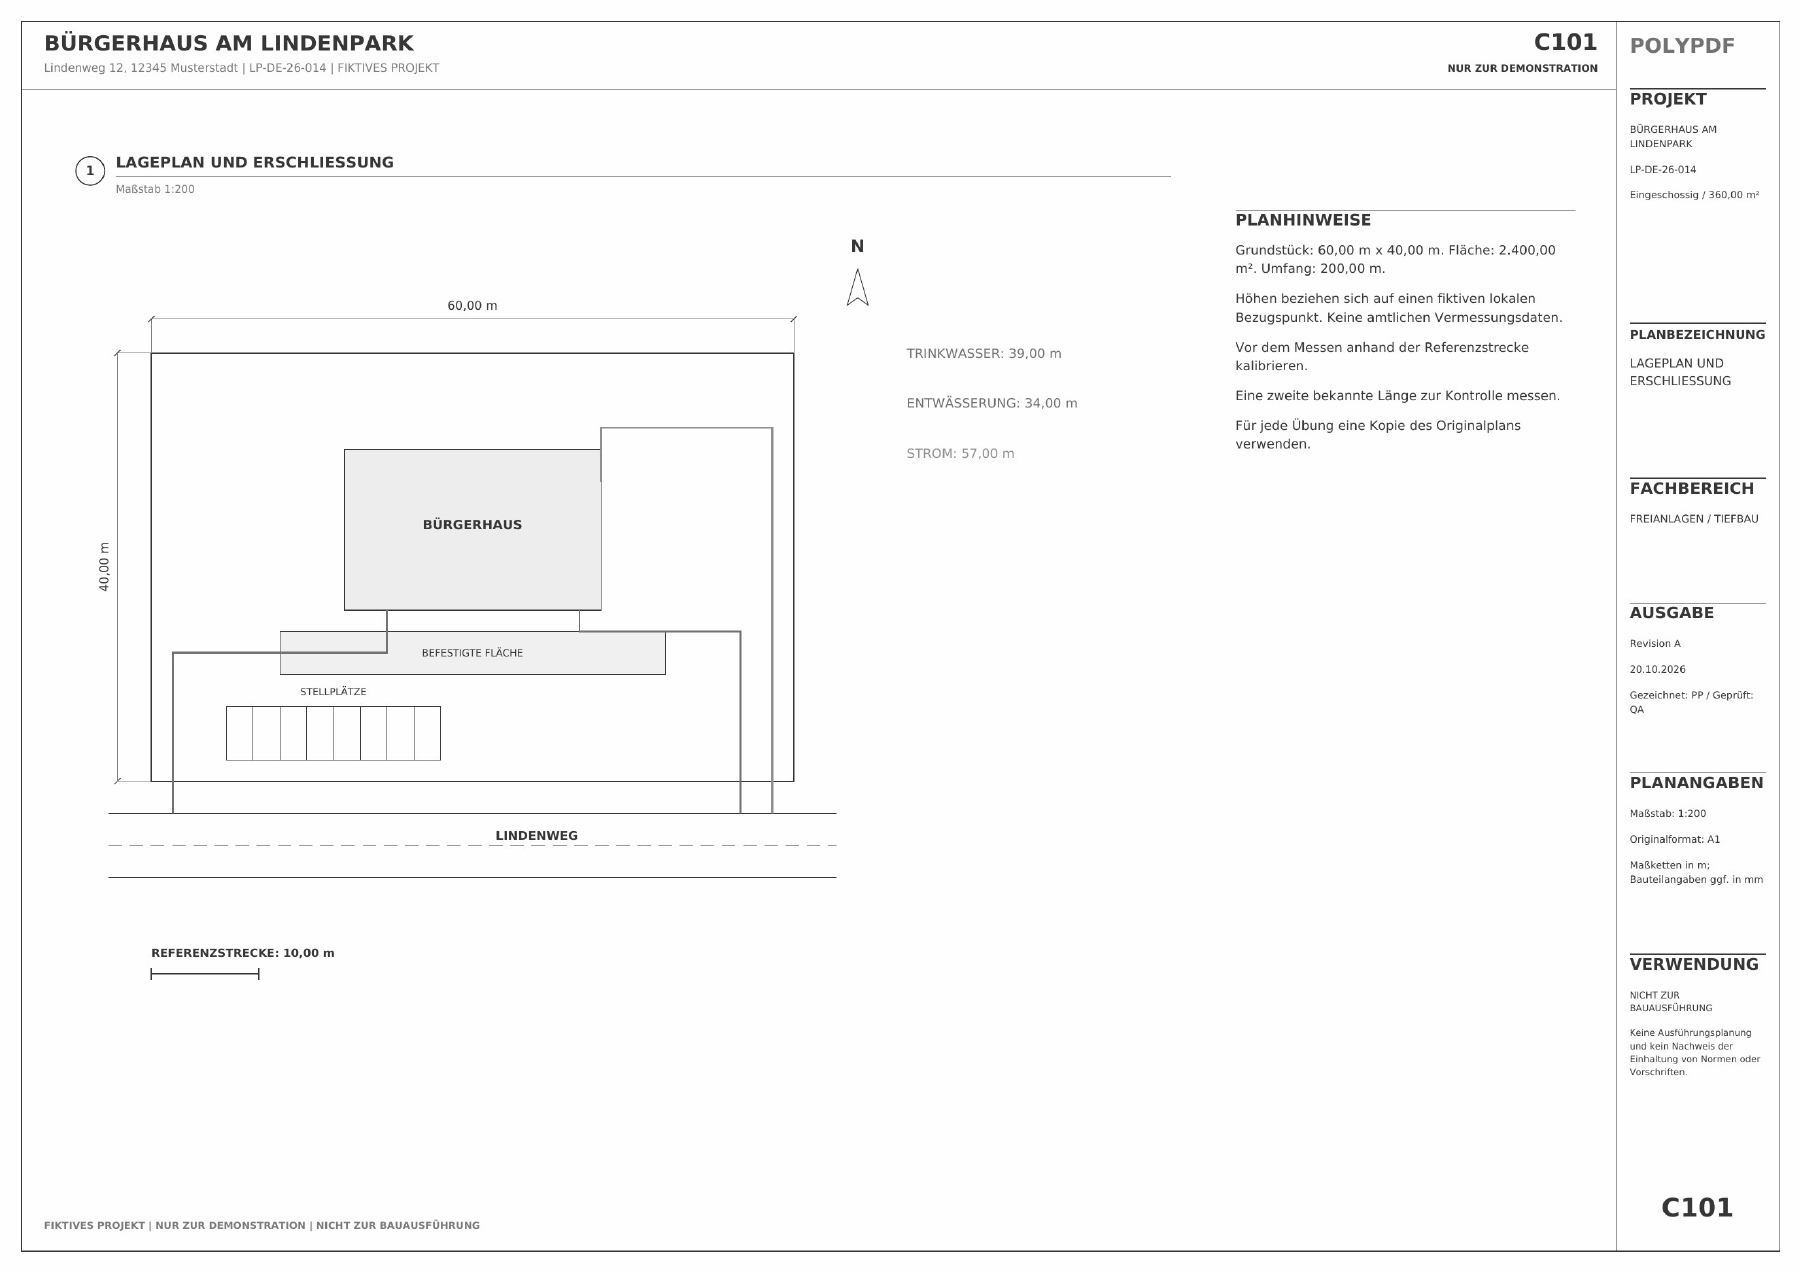 BÜRGERHAUS AM LINDENPARK
Lindenweg 12, 12345 Musterstadt | LP-DE-26-014 | FIKTIVES PROJEKT
C101
NUR ZUR DEMONSTRATION
1
LAGEPLAN UND ERSCHLIESSUNG
Maßstab 1:200
N
60,00 m
40,00 m
BÜRGERHAUS
BEFESTIGTE FLÄCHE
STELLPLÄTZE
LINDENWEG
REFERENZSTRECKE: 10,00 m
TRINKWASSER: 39,00 m
ENTWÄSSERUNG: 34,00 m
STROM: 57,00 m
PLANHINWEISE
Grundstück: 60,00 m x 40,00 m. Fläche: 2.400,00
m². Umfang: 200,00 m.
Höhen beziehen sich auf einen fiktiven lokalen
Bezugspunkt. Keine amtlichen Vermessungsdaten.
Vor dem Messen anhand der Referenzstrecke
kalibrieren.
Eine zweite bekannte Länge zur Kontrolle messen.
Für jede Übung eine Kopie des Originalplans
verwenden.
POLYPDF
PROJEKT
BÜRGERHAUS AM
LINDENPARK
LP-DE-26-014
Eingeschossig / 360,00 m²
PLANBEZEICHNUNG
LAGEPLAN UND
ERSCHLIESSUNG
FACHBEREICH
FREIANLAGEN / TIEFBAU
AUSGABE
Revision A
20.10.2026
Gezeichnet: PP / Geprüft:
QA
PLANANGABEN
Maßstab: 1:200
Originalformat: A1
Maßketten in m;
Bauteilangaben ggf. in mm
VERWENDUNG
NICHT ZUR
BAUAUSFÜHRUNG
Keine Ausführungsplanung
und kein Nachweis der
Einhaltung von Normen oder
Vorschriften.
C101
FIKTIVES PROJEKT | NUR ZUR DEMONSTRATION | NICHT ZUR BAUAUSFÜHRUNG